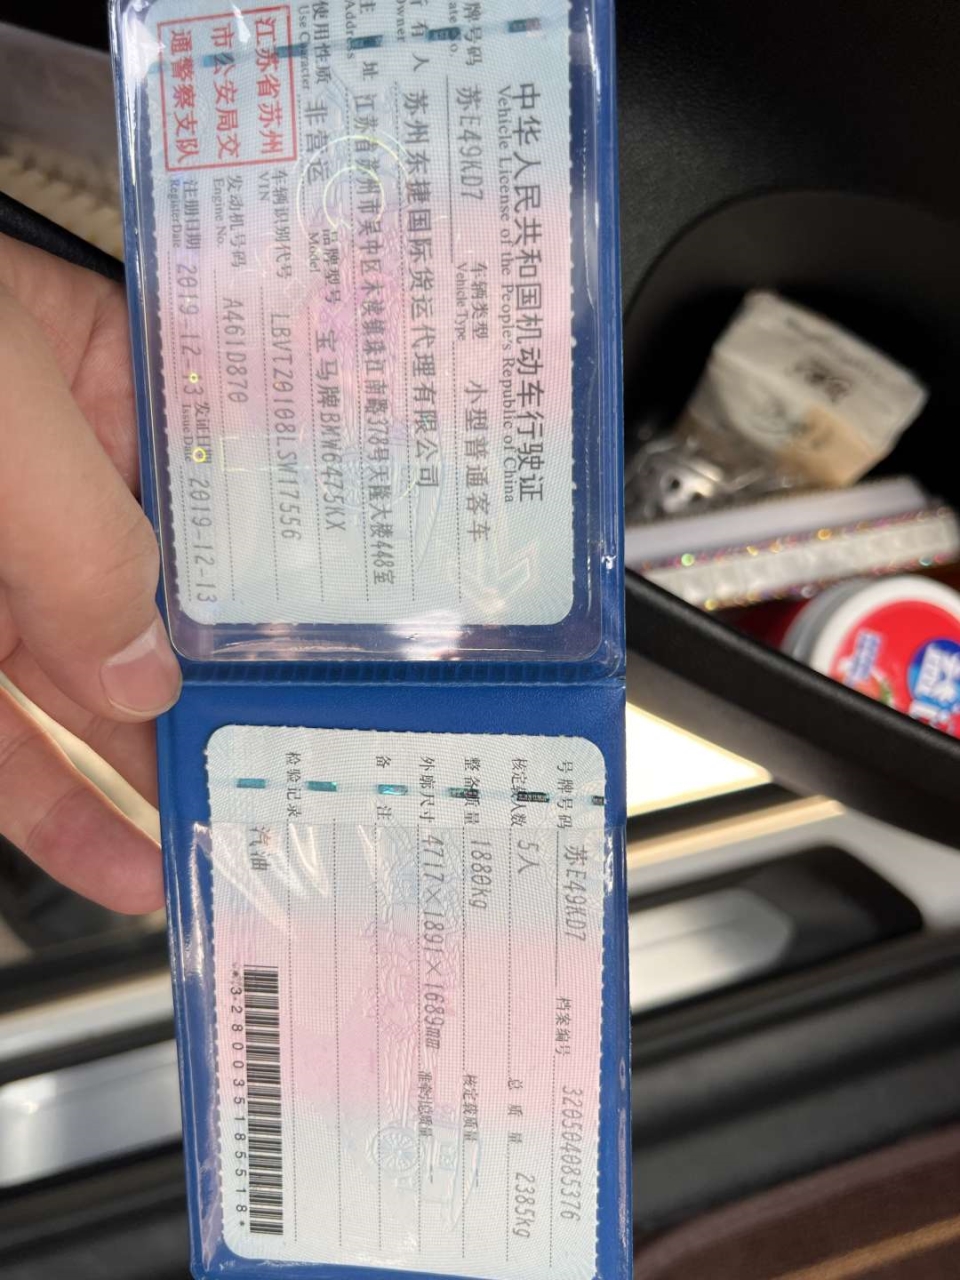 中华人民共和国机动车行驶证
Vehicle License of the People's Republic of China
牌号码 苏E49KD7 车辆类型 小型普通客车
Vehicle Type
所有人 苏州东捷国际货运代理有限公司
Owner
住址 江苏省苏州市吴中区木渎镇珠江南路378号天隆大楼448室
Address
使用性质 非营运 品牌型号 宝马牌BMW6475KX
Use Character Model
江苏省苏州
市公安局交
通警察支队
车辆识别代号 LBVTZ0108LSW17556
VIN
发动机号码 A461D870
Engine No.
注册日期 2019-12-13 发证日期 2019-12-13
Register Date Issue Date
号牌号码 苏E49KD7 档案编号 320504085376
核定载人数 5人 总质量 2385kg
整备质量 1880kg 核定载质量
外廓尺寸 4717×1891×1689mm 准牵引总质量
备注
检验记录
汽油
*3280035185518*